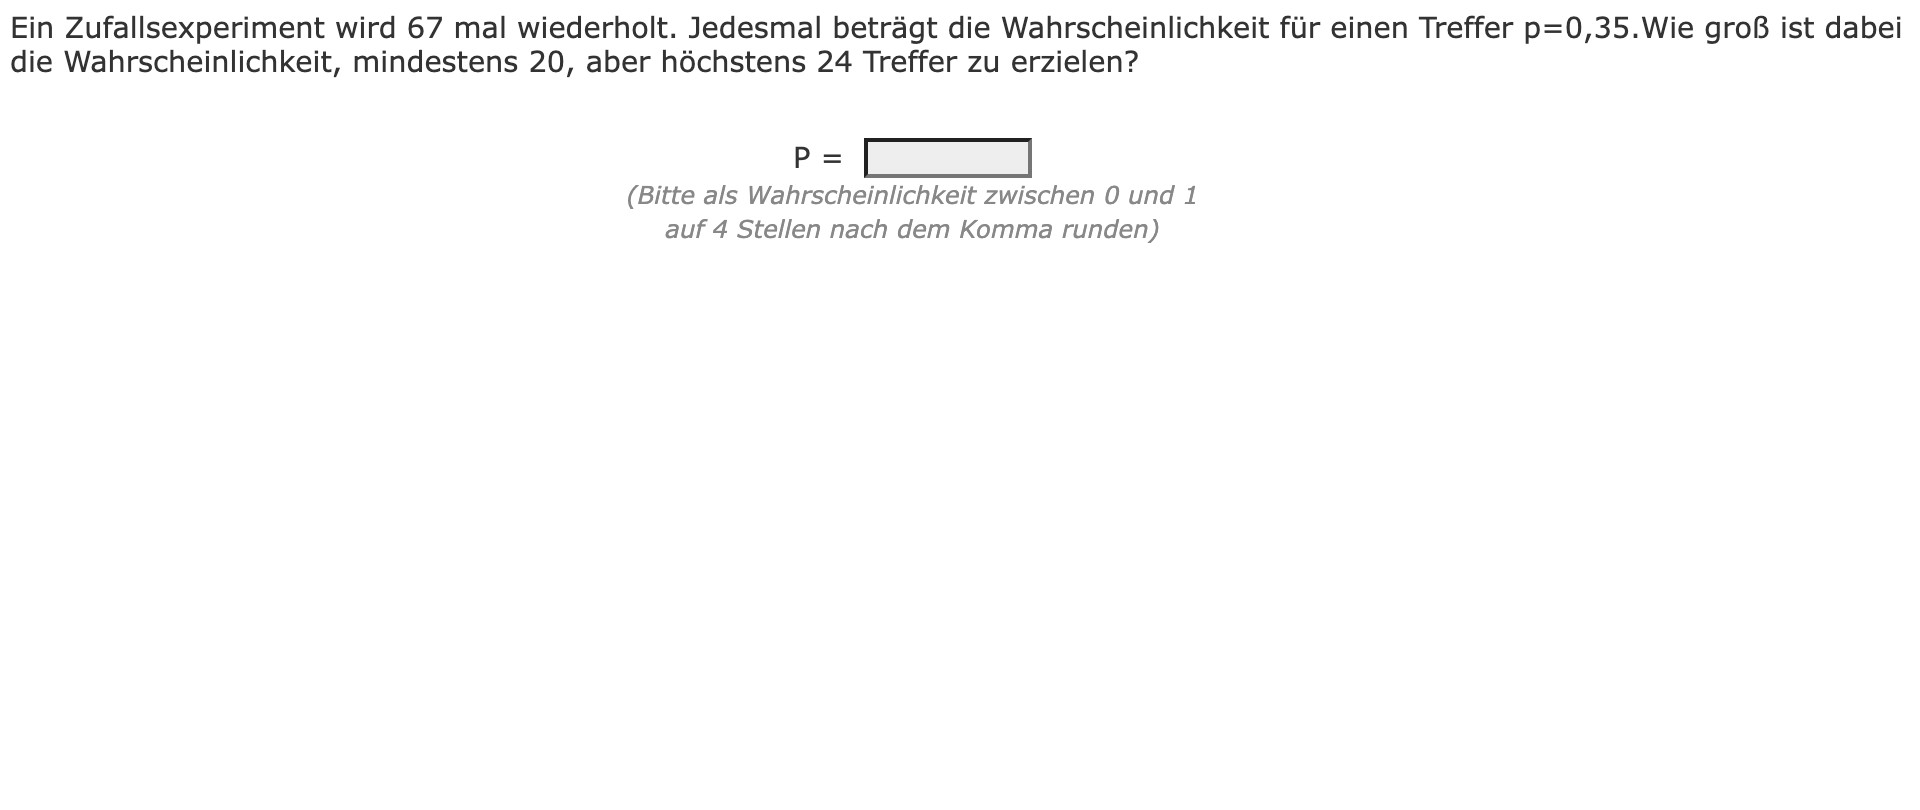 Ein Zufallsexperiment wird 67 mal wiederholt. Jedesmal beträgt die Wahrscheinlichkeit für einen Treffer p=0,35.Wie groß ist dabei
die Wahrscheinlichkeit, mindestens 20, aber höchstens 24 Treffer zu erzielen?
P =
(Bitte als Wahrscheinlichkeit zwischen 0 und 1
auf 4 Stellen nach dem Komma runden)